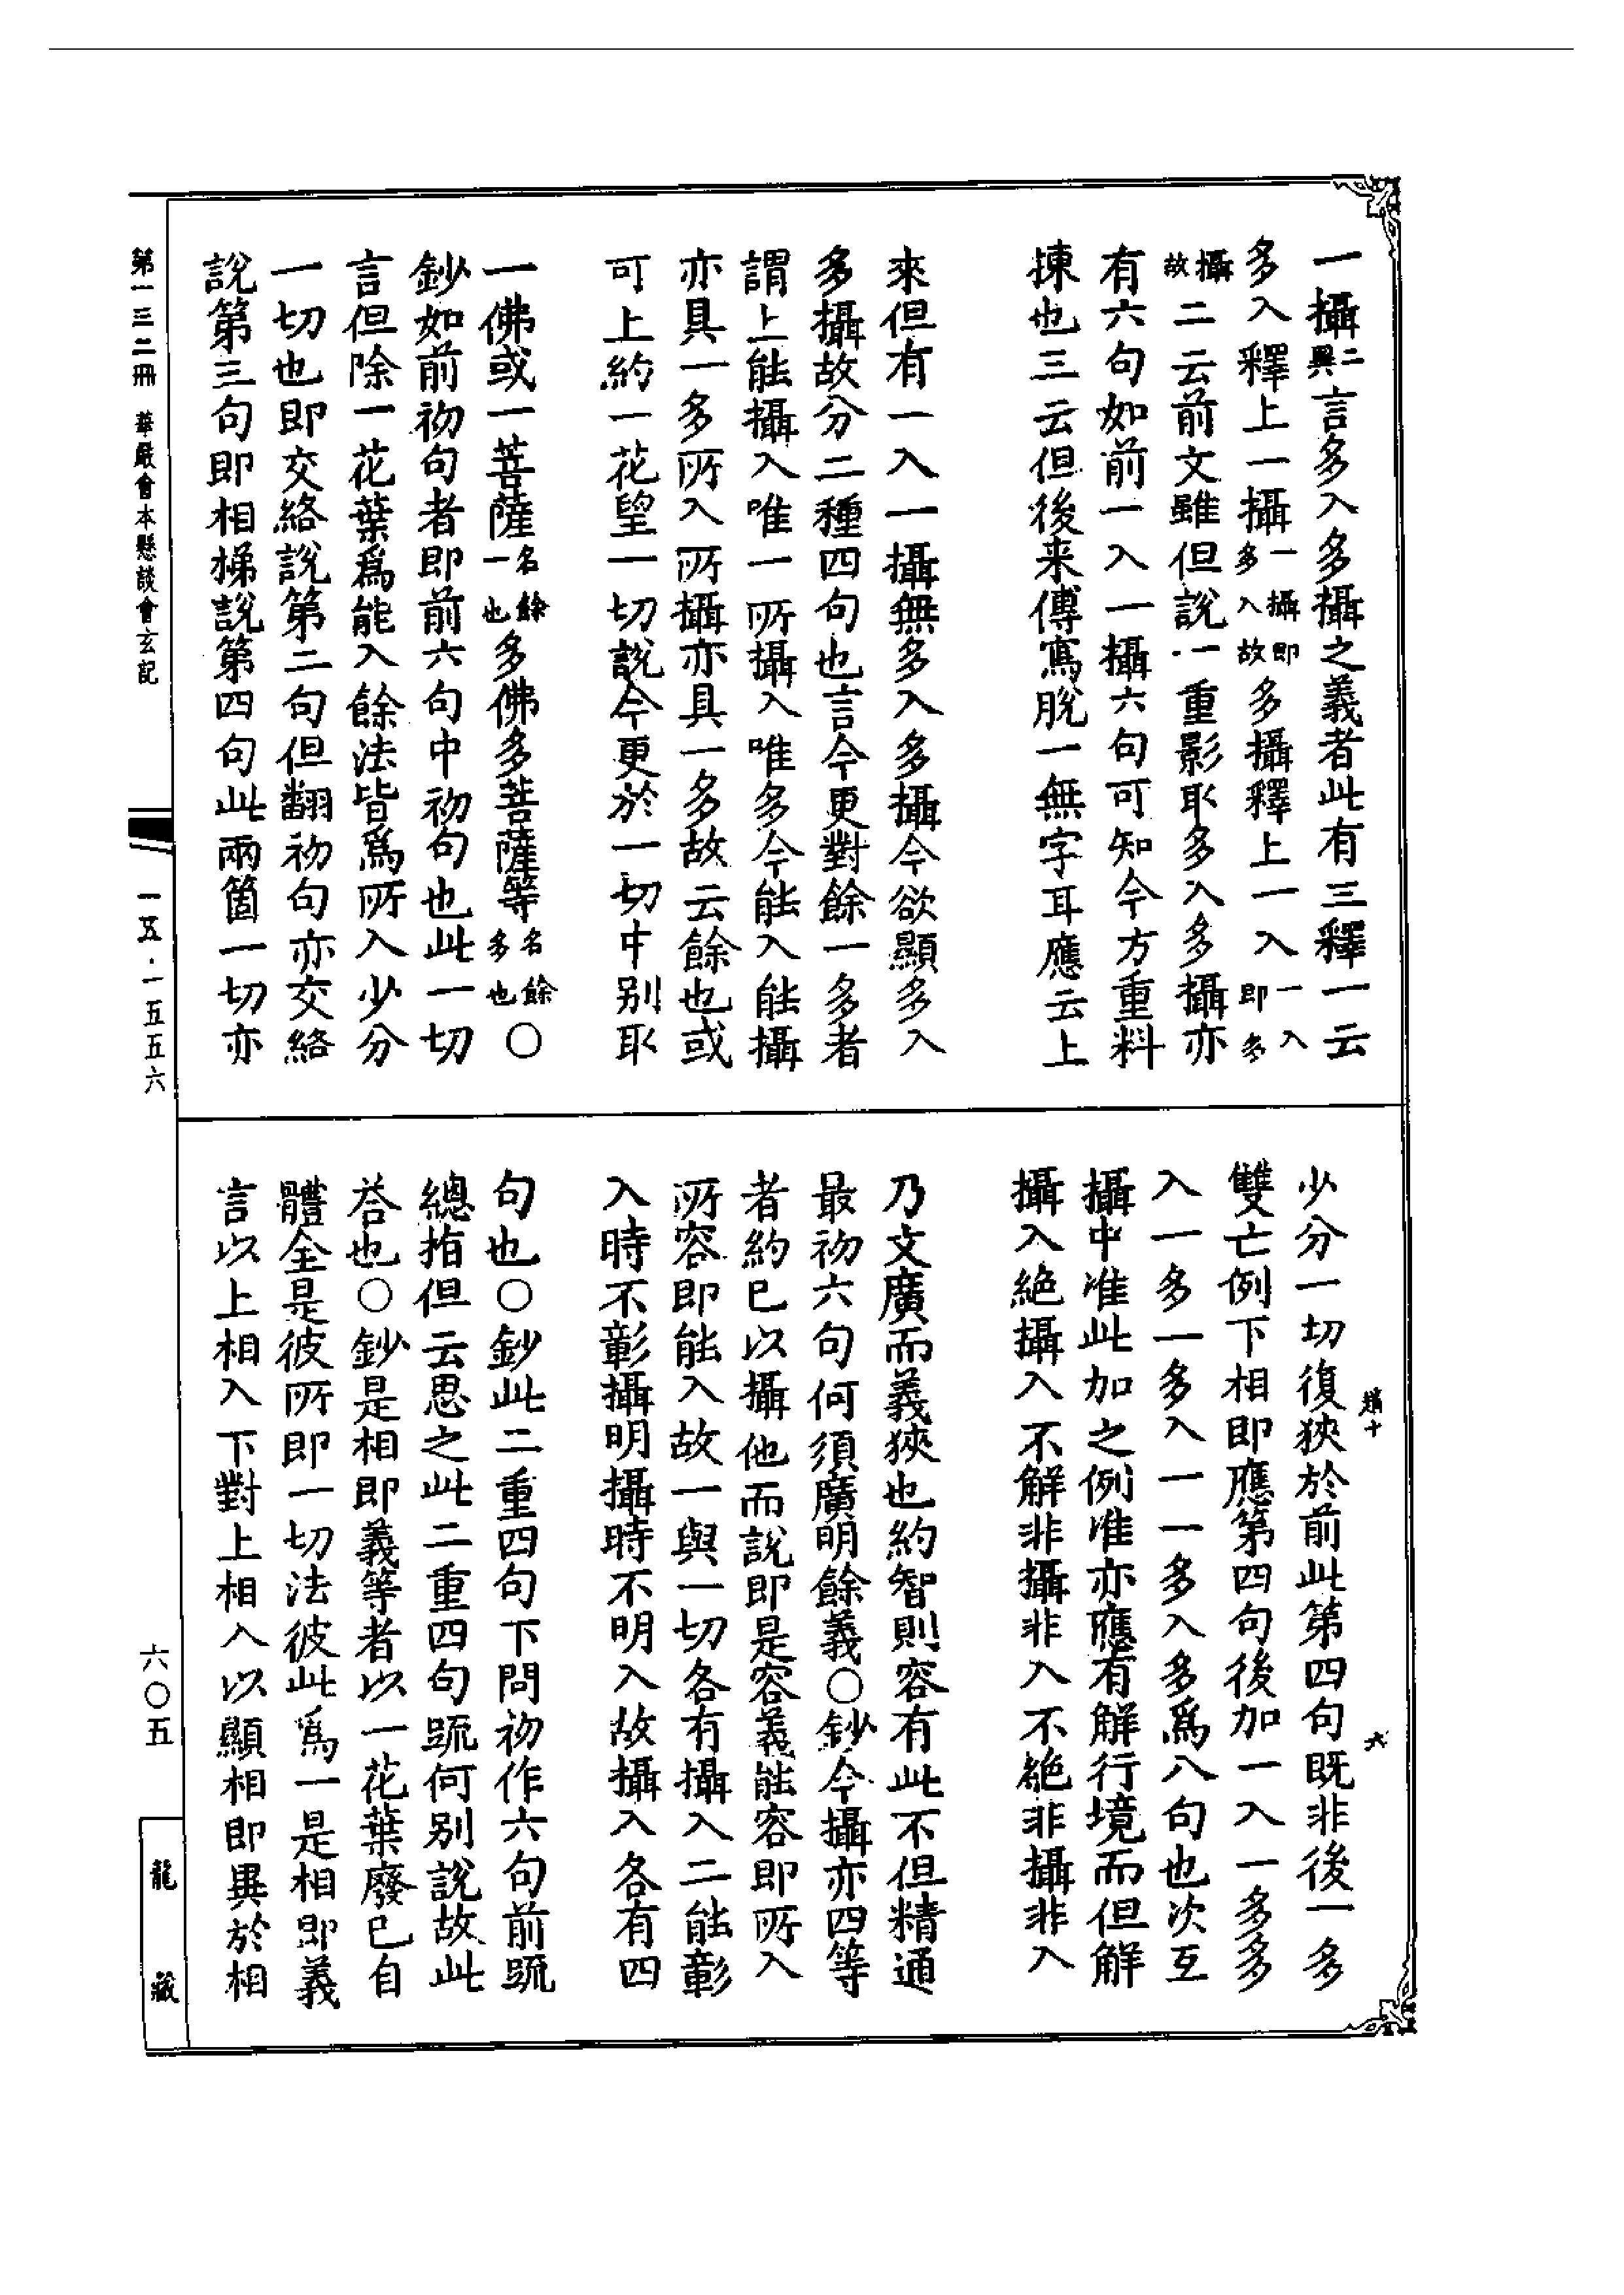 一攝二與言多入多攝之義者此有三釋一云
多入釋上一攝一攝即多入故多攝釋上一入一入即多
攝故二云前文雖但說一重影取多入多攝亦
有六句如前一入一攝六句可知今方重料
揀也三云但後来傳寫脫一無字耳應云上
來但有一入一攝無多入多攝今欲顯多入
多攝故分二種四句也言今更對餘一多者
謂上能攝入唯一所攝入唯多今能入能攝
亦具一多所入所攝亦具一多故云餘也或
可上約一花望一切說今更於一切中别取
一佛或一菩薩名餘一也多佛多菩薩等名餘多也○
鈔如前初句者即前六句中初句也此一切
言但除一花葉爲能入餘法皆爲所入少分
一切也即交絡說第二句但翻初句亦交絡
說第三句即相梯說第四句此兩箇一切亦
少分一切復狹於前此第四句既非後一多
雙亡例下相即應第四句後加一入一多多
入一多一多入一一多入多爲八句也次互
攝中准此加之例准亦應有解行境而但解
攝入絕攝入不解非攝非入不絕非攝非入
乃文廣而義狹也約智則容有此不但精通
最初六句何須廣明餘義○鈔今攝亦四等
者約已以攝他而說即是容義能容即所入
所容即能入故一與一切各有攝入二能彰
入時不彰攝明攝時不明入故攝入各有四
句也○鈔此二重四句下問初作六句前䟽
總指但云思之此二重四句䟽何别說故此
荅也○鈔是相即義等者以一花葉廢已自
體全是彼所即一切法彼此爲一是相即義
言以上相入下對上相入以顯相即異於相
第一三二冊 華嚴會本懸談會玄記
一五·一五五六
六○五
龍藏
六